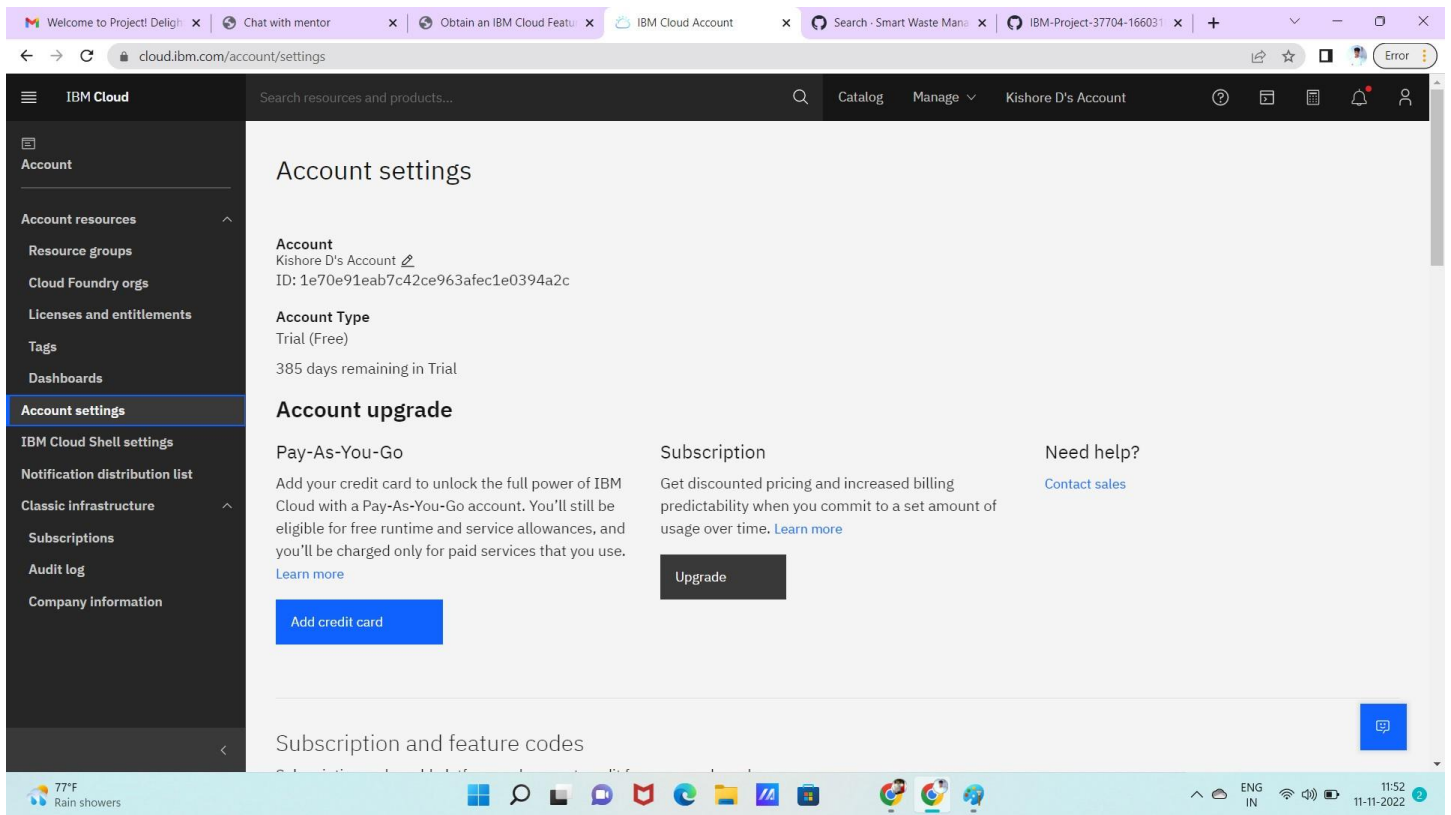 Welcome to Project! Deligh
Chat with mentor
Obtain an IBM Cloud Featu
IBM Cloud Account
Search · Smart Waste Mana
IBM-Project-37704-166031
cloud.ibm.com/account/settings
Error
IBM Cloud
Search resources and products...
Catalog
Manage
Kishore D's Account
Account
Account resources
Resource groups
Cloud Foundry orgs
Licenses and entitlements
Tags
Dashboards
Account settings
IBM Cloud Shell settings
Notification distribution list
Classic infrastructure
Subscriptions
Audit log
Company information
Account settings
Account
Kishore D's Account
ID: 1e70e91eab7c42ce963afec1e0394a2c
Account Type
Trial (Free)
385 days remaining in Trial
Account upgrade
Pay-As-You-Go
Add your credit card to unlock the full power of IBM
Cloud with a Pay-As-You-Go account. You’ll still be
eligible for free runtime and service allowances, and
you’ll be charged only for paid services that you use.
Learn more
Add credit card
Subscription
Get discounted pricing and increased billing
predictability when you commit to a set amount of
usage over time. Learn more
Upgrade
Need help?
Contact sales
Subscription and feature codes
77°F
Rain showers
ENG
IN
11:52
11-11-2022
2